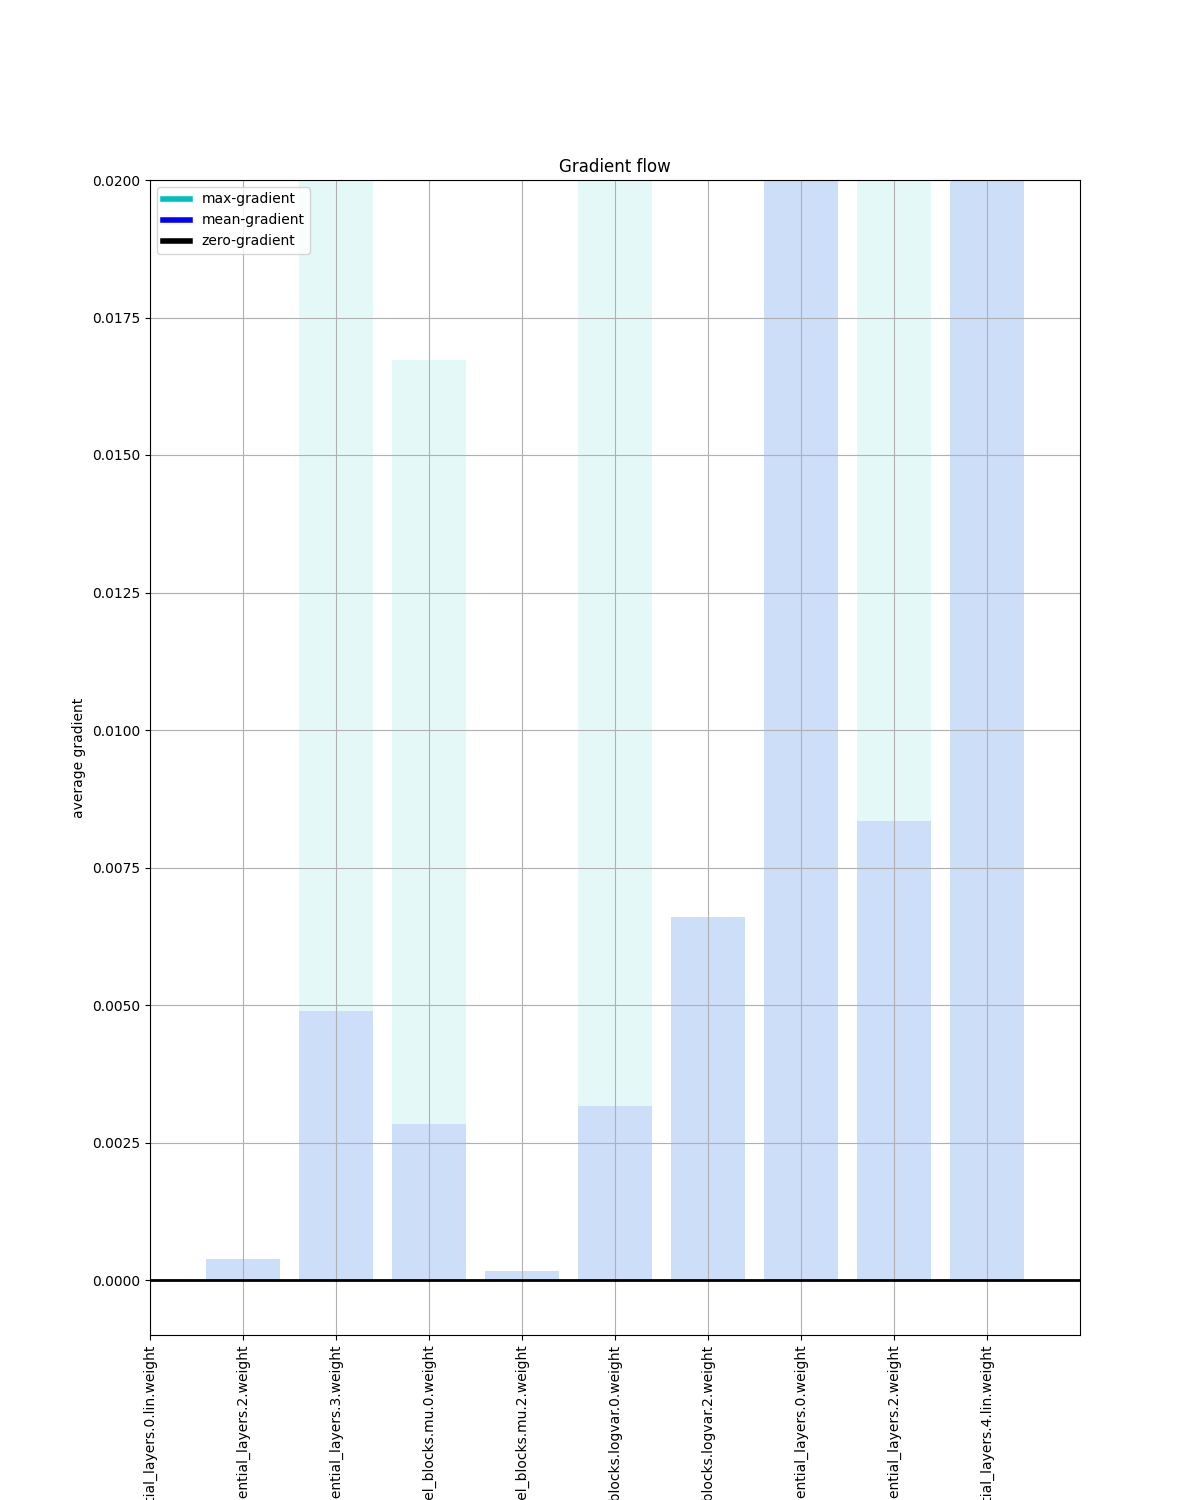 Gradient flow
max-gradient
mean-gradient
zero-gradient
0.0200
0.0175
0.0150
0.0125
0.0100
0.0075
0.0050
0.0025
0.0000
average gradient
tial_layers.0.lin.weight
ential_layers.2.weight
ential_layers.3.weight
el_blocks.mu.0.weight
el_blocks.mu.2.weight
blocks.logvar.0.weight
blocks.logvar.2.weight
ential_layers.0.weight
ential_layers.2.weight
tial_layers.4.lin.weight